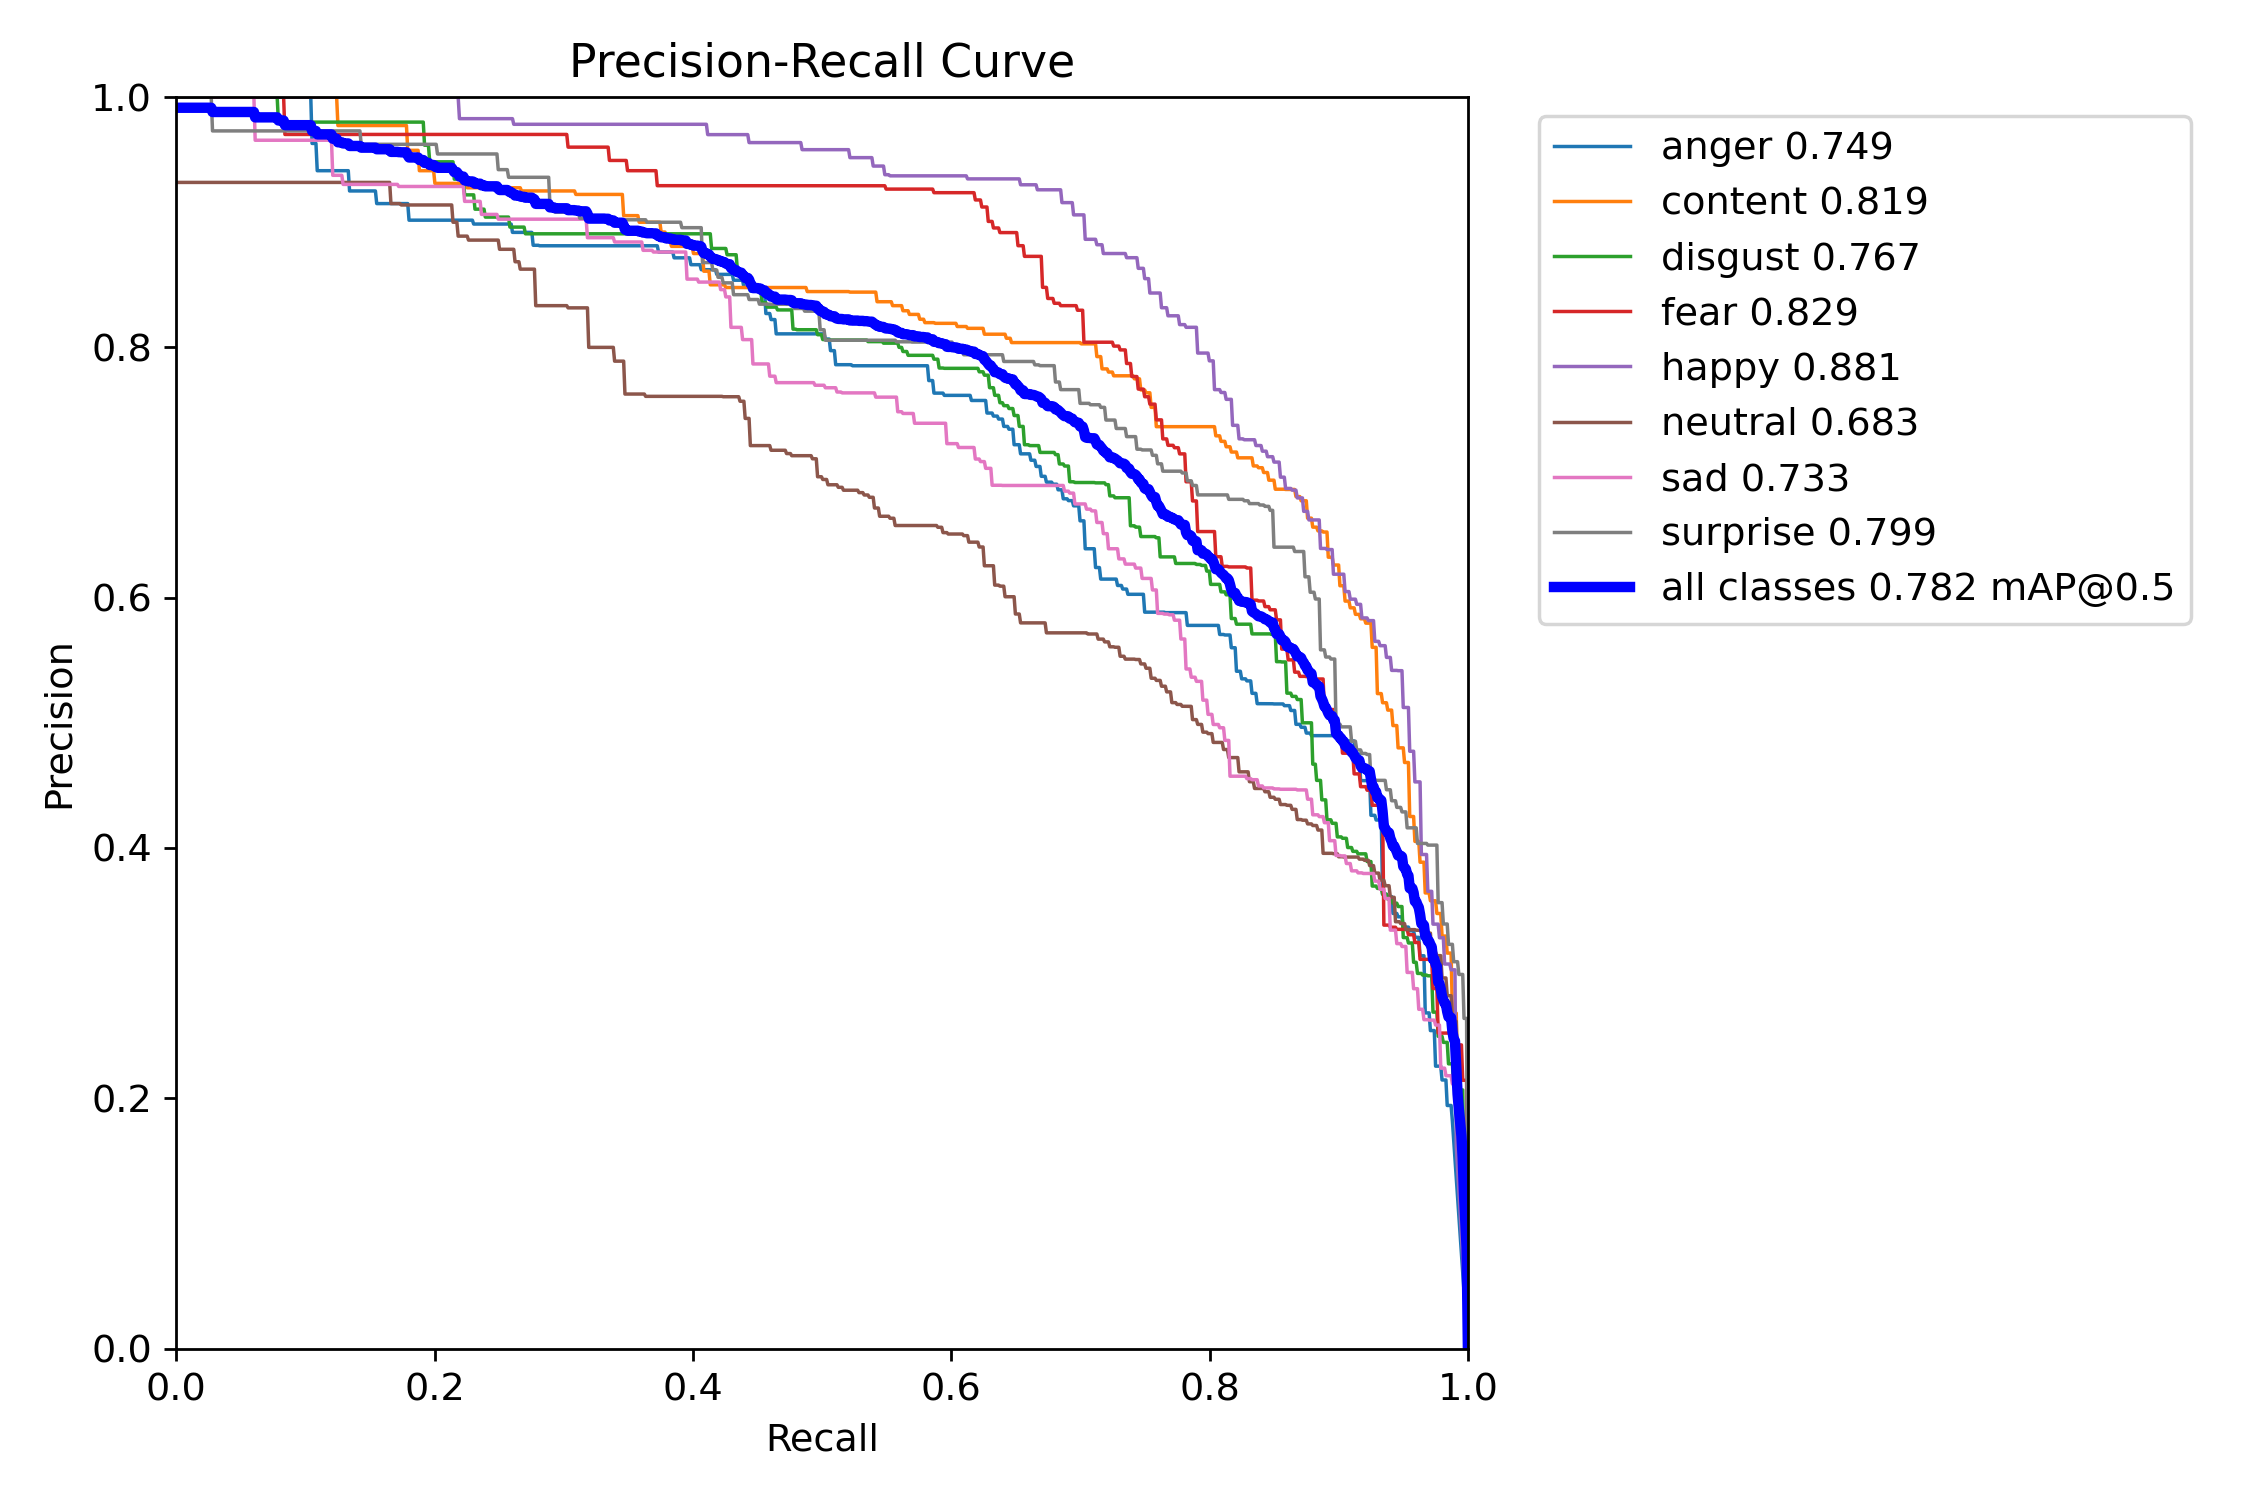 Precision-Recall Curve
1.0
0.8
0.6
0.4
0.2
0.0
Precision
0.0 0.2 0.4 0.6 0.8 1.0
Recall
anger 0.749
content 0.819
disgust 0.767
fear 0.829
happy 0.881
neutral 0.683
sad 0.733
surprise 0.799
all classes 0.782 mAP@0.5